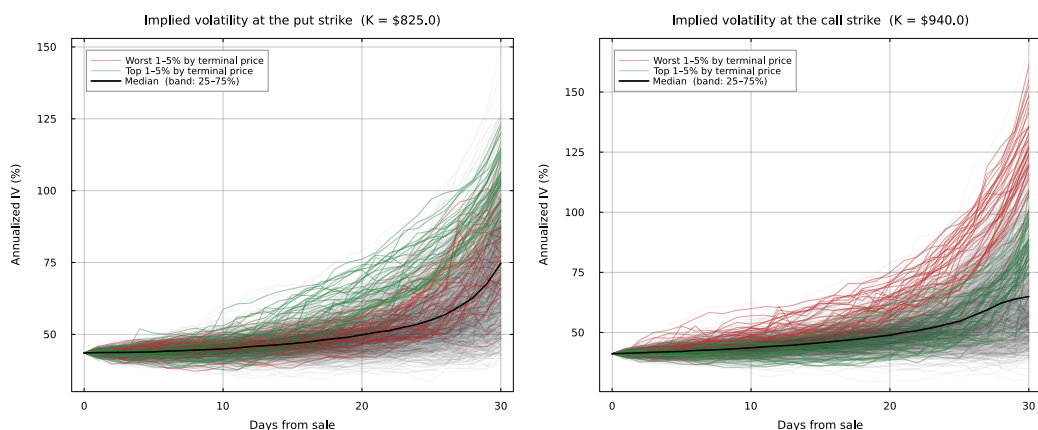 Implied volatility at the put strike (K = $825.0)
150
125
100
75
50
Annualized IV (%)
Worst 1–5% by terminal price
Top 1–5% by terminal price
Median (band: 25–75%)
0
10
20
30
Days from sale
Implied volatility at the call strike (K = $940.0)
150
125
100
75
50
Annualized IV (%)
Worst 1–5% by terminal price
Top 1–5% by terminal price
Median (band: 25–75%)
0
10
20
30
Days from sale